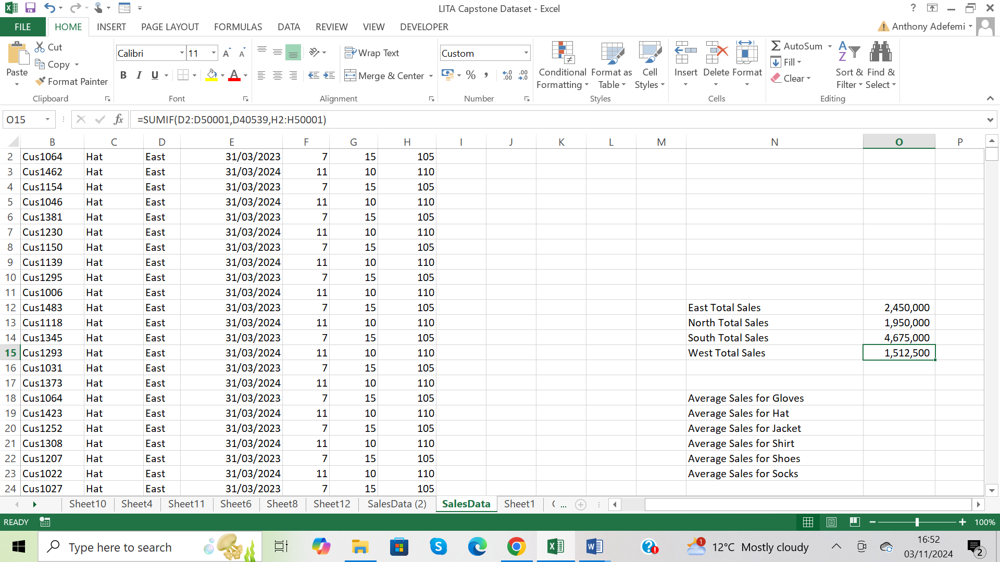 LITA Capstone Dataset - Excel
FILE HOME INSERT PAGE LAYOUT FORMULAS DATA REVIEW VIEW DEVELOPER Anthony Adefemi
Cut
Copy
Format Painter
Paste
Clipboard
Calibri 11
B I U
Font
Wrap Text
Merge & Center
Alignment
Custom
%
Number
Conditional Formatting
Format as Table
Cell Styles
Styles
Insert Delete Format
Cells
AutoSum
Fill
Clear
Sort & Filter
Find & Select
Editing
O15 fx =SUMIF(D2:D50001,D40539,H2:H50001)
B C D E F G H I J K L M N O P
2 Cus1064 Hat East 31/03/2023 7 15 105
3 Cus1462 Hat East 31/03/2024 11 10 110
4 Cus1154 Hat East 31/03/2023 7 15 105
5 Cus1046 Hat East 31/03/2024 11 10 110
6 Cus1381 Hat East 31/03/2023 7 15 105
7 Cus1230 Hat East 31/03/2024 11 10 110
8 Cus1150 Hat East 31/03/2023 7 15 105
9 Cus1139 Hat East 31/03/2024 11 10 110
10 Cus1295 Hat East 31/03/2023 7 15 105
11 Cus1006 Hat East 31/03/2024 11 10 110
12 Cus1483 Hat East 31/03/2023 7 15 105 East Total Sales 2,450,000
13 Cus1118 Hat East 31/03/2024 11 10 110 North Total Sales 1,950,000
14 Cus1345 Hat East 31/03/2023 7 15 105 South Total Sales 4,675,000
15 Cus1293 Hat East 31/03/2024 11 10 110 West Total Sales 1,512,500
16 Cus1031 Hat East 31/03/2023 7 15 105
17 Cus1373 Hat East 31/03/2024 11 10 110
18 Cus1064 Hat East 31/03/2023 7 15 105 Average Sales for Gloves
19 Cus1423 Hat East 31/03/2024 11 10 110 Average Sales for Hat
20 Cus1252 Hat East 31/03/2023 7 15 105 Average Sales for Jacket
21 Cus1308 Hat East 31/03/2024 11 10 110 Average Sales for Shirt
22 Cus1207 Hat East 31/03/2023 7 15 105 Average Sales for Shoes
23 Cus1022 Hat East 31/03/2024 11 10 110 Average Sales for Socks
24 Cus1027 Hat East 31/03/2023 7 15 105
Sheet10 Sheet4 Sheet11 Sheet6 Sheet8 Sheet12 SalesData (2) SalesData Sheet1 ...
READY 100%
Type here to search 12°C Mostly cloudy 16:52
03/11/2024 2